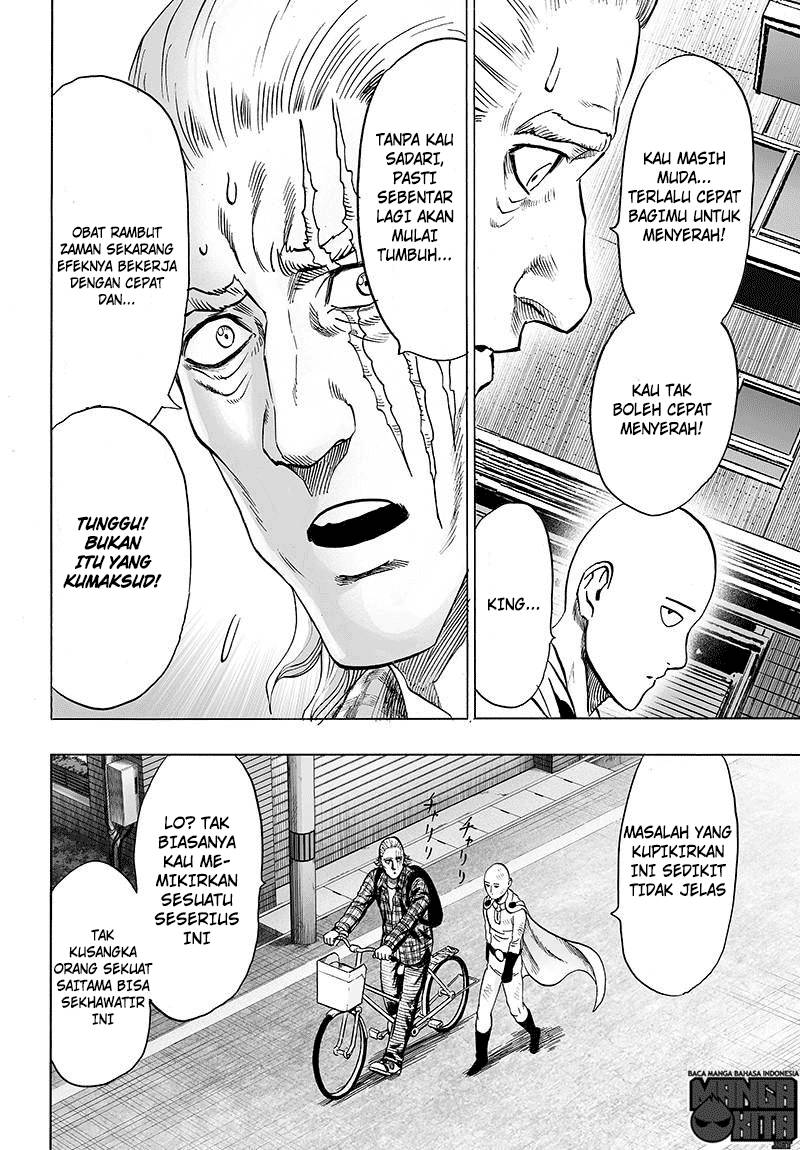 KAU MASIH
MUDA...
TERLALU CEPAT
BAGIMU UNTUK
MENYERAH!
KAU TAK
BOLEH CEPAT
MENYERAH!
KING...
TANPA KAU
SADARI,
PASTI
SEBENTAR
LAGI AKAN
MULAI
TUMBUH...
OBAT RAMBUT
ZAMAN SEKARANG
EFEKNYA BEKERJA
DENGAN CEPAT
DAN...
TUNGGU!
BUKAN
ITU YANG
KUMAKSUD!
MASALAH YANG
KUPIKIRKAN
INI SEDIKIT
TIDAK JELAS
チャリリ
チャリリ
LO? TAK
BIASANYA
KAU ME-
MIKIRKAN
SESUATU
SESERIUS
INI
TAK
KUSANGKA
ORANG SEKUAT
SAITAMA BISA
SEKHAWATIR
INI
BACA MANGA BAHASA INDONESIA
MANGA
KITA